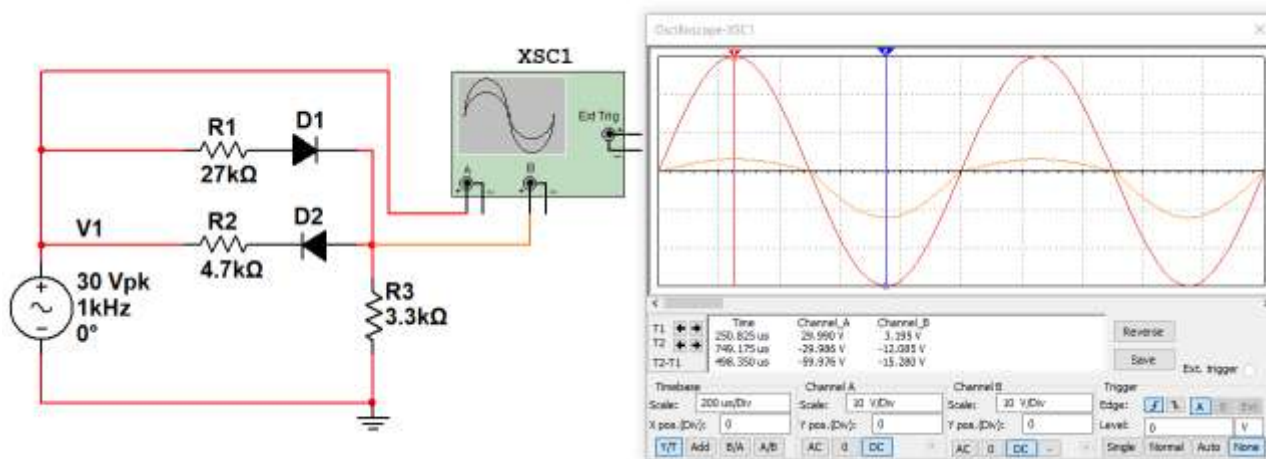 XSC1
Ext Trig
A
B
R1
27kΩ
D1
R2
4.7kΩ
D2
V1
30 Vpk
1kHz
0°
R3
3.3kΩ
Oscilloscope-XSC1
Time Channel_A Channel_B
T1 250.825 us 29.990 V 3.195 V
T2 749.175 us -29.986 V -12.085 V
T2-T1 498.350 us -59.976 V -15.280 V
Reverse
Save
Ext. trigger
Timebase
Scale: 200 us/Div
X pos.(Div): 0
Y/T Add B/A A/B
Channel A
Scale: 10 V/Div
Y pos.(Div): 0
AC 0 DC
Channel B
Scale: 10 V/Div
Y pos.(Div): 0
AC 0 DC -
Trigger
Edge: A B Ext
Level: 0 V
Single Normal Auto None